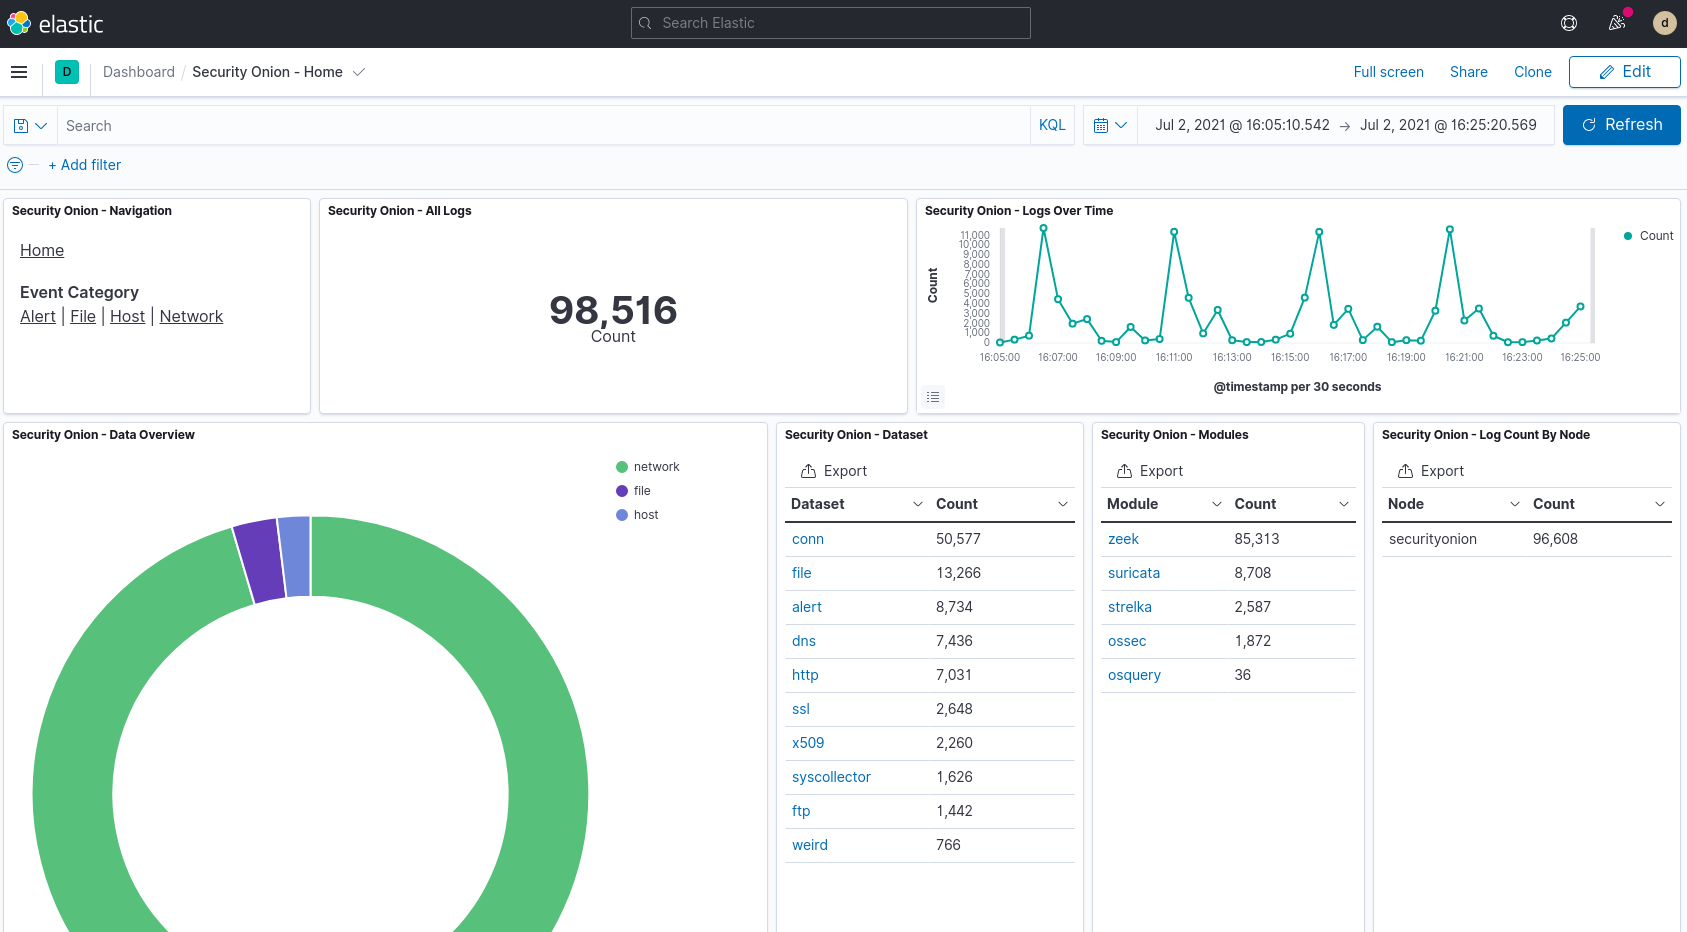 elastic
Search Elastic
d
D
Dashboard / Security Onion - Home
Full screen
Share
Clone
Edit
Search
KQL
Jul 2, 2021 @ 16:05:10.542 → Jul 2, 2021 @ 16:25:20.569
Refresh
+ Add filter
Security Onion - Navigation
Home
Event Category
Alert | File | Host | Network
Security Onion - All Logs
98,516
Count
Security Onion - Logs Over Time
Count
11,000
10,000
9,000
8,000
7,000
6,000
5,000
4,000
3,000
2,000
1,000
0
16:05:00 16:07:00 16:09:00 16:11:00 16:13:00 16:15:00 16:17:00 16:19:00 16:21:00 16:23:00 16:25:00
@timestamp per 30 seconds
Count
Security Onion - Data Overview
network
file
host
Security Onion - Dataset
Export
Dataset Count
conn 50,577
file 13,266
alert 8,734
dns 7,436
http 7,031
ssl 2,648
x509 2,260
syscollector 1,626
ftp 1,442
weird 766
Security Onion - Modules
Export
Module Count
zeek 85,313
suricata 8,708
strelka 2,587
ossec 1,872
osquery 36
Security Onion - Log Count By Node
Export
Node Count
securityonion 96,608